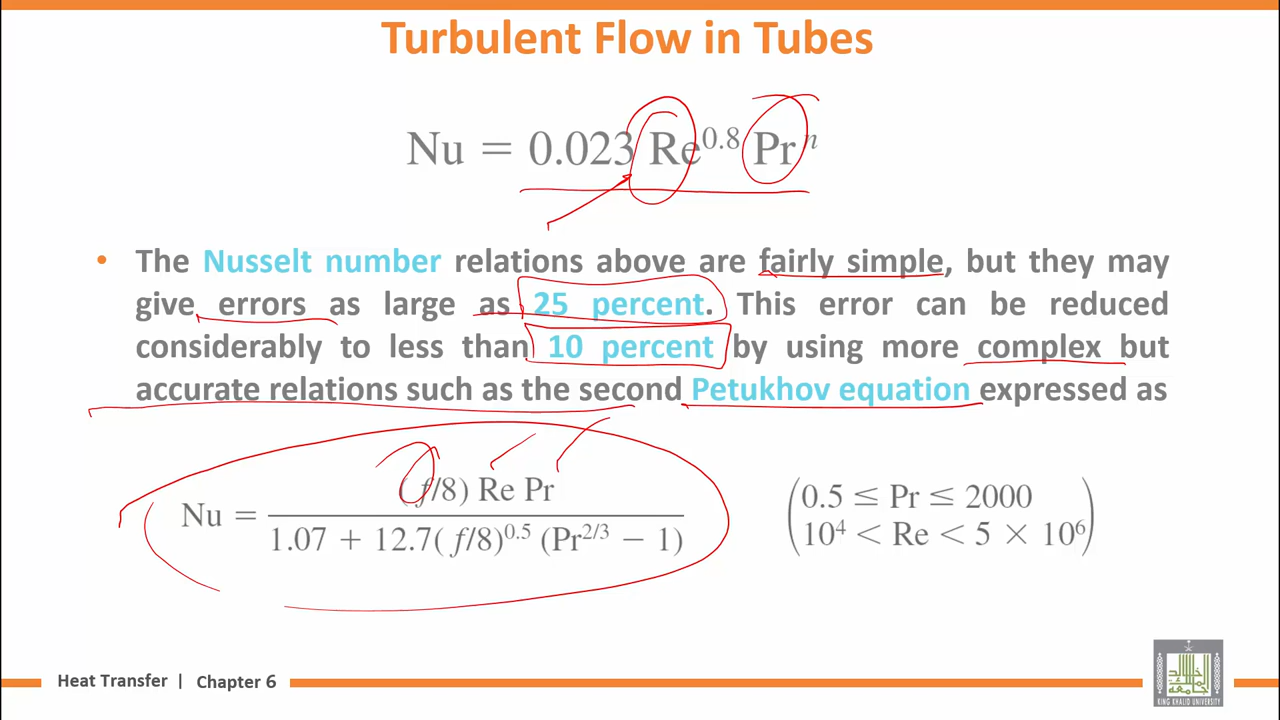 Turbulent Flow in Tubes
Nu = 0.023 Re^0.8 Pr^n
• The Nusselt number relations above are fairly simple, but they may
give errors as large as 25 percent. This error can be reduced
considerably to less than 10 percent by using more complex but
accurate relations such as the second Petukhov equation expressed as
Nu = (f/8) Re Pr / 1.07 + 12.7(f/8)^0.5 (Pr^2/3 − 1)
(0.5 ≤ Pr ≤ 2000
10^4 < Re < 5 × 10^6)
Heat Transfer | Chapter 6
KING KHALID UNIVERSITY